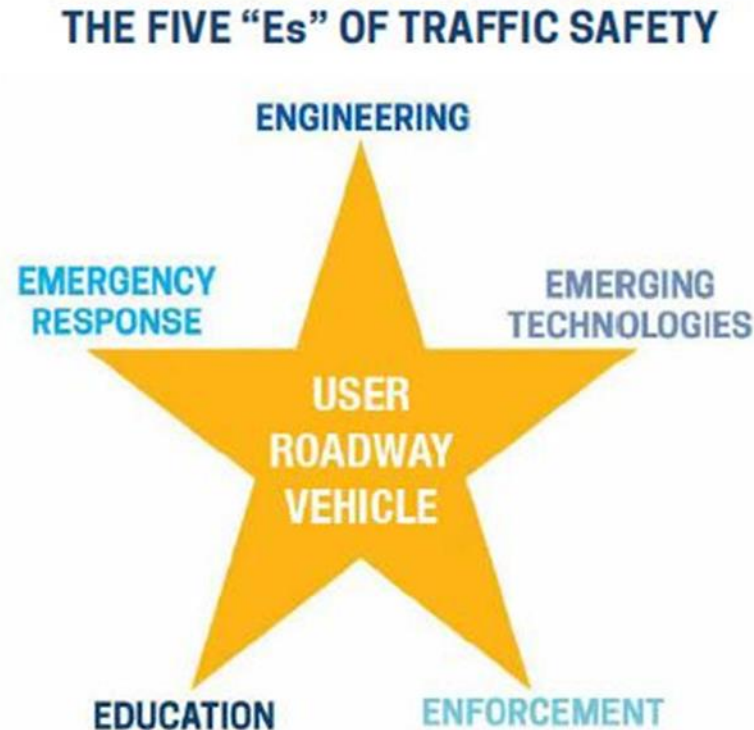 THE FIVE “Es” OF TRAFFIC SAFETY
ENGINEERING
EMERGENCY
RESPONSE
EMERGING
TECHNOLOGIES
USER
ROADWAY
VEHICLE
EDUCATION
ENFORCEMENT